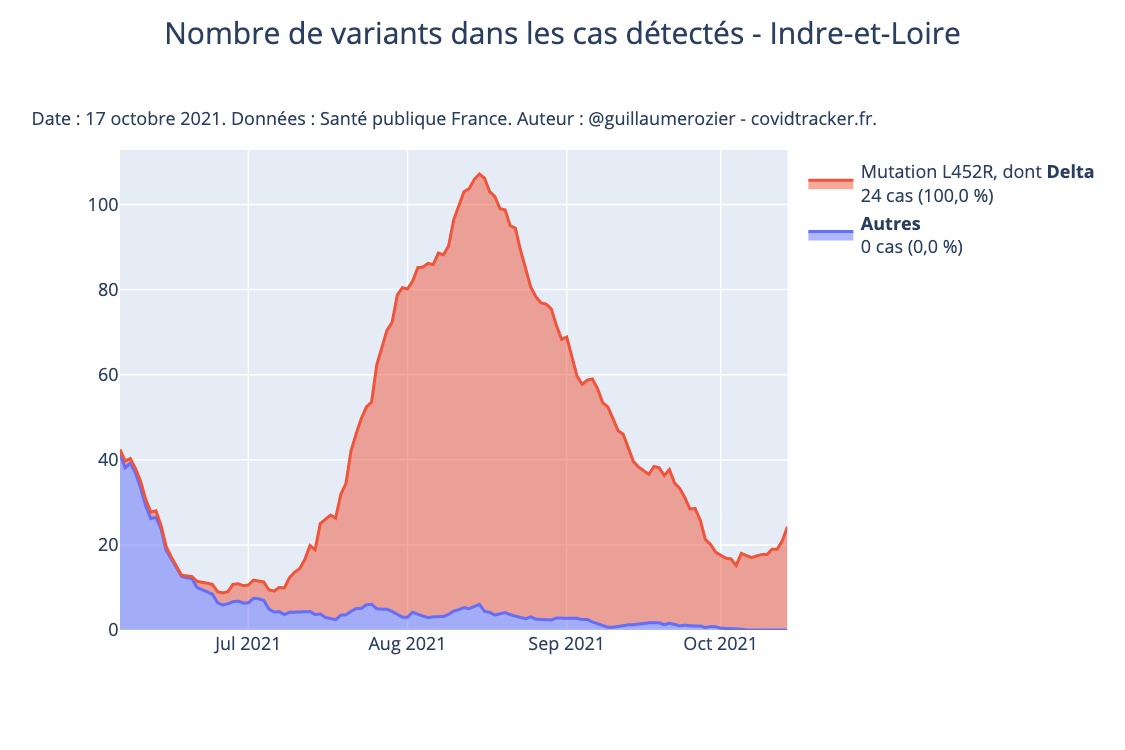 Nombre de variants dans les cas détectés - Indre-et-Loire
Date : 17 octobre 2021. Données : Santé publique France. Auteur : @guillaumerozier - covidtracker.fr.
Mutation L452R, dont Delta
24 cas (100,0 %)
Autres
0 cas (0,0 %)
100
80
60
40
20
0
Jul 2021
Aug 2021
Sep 2021
Oct 2021